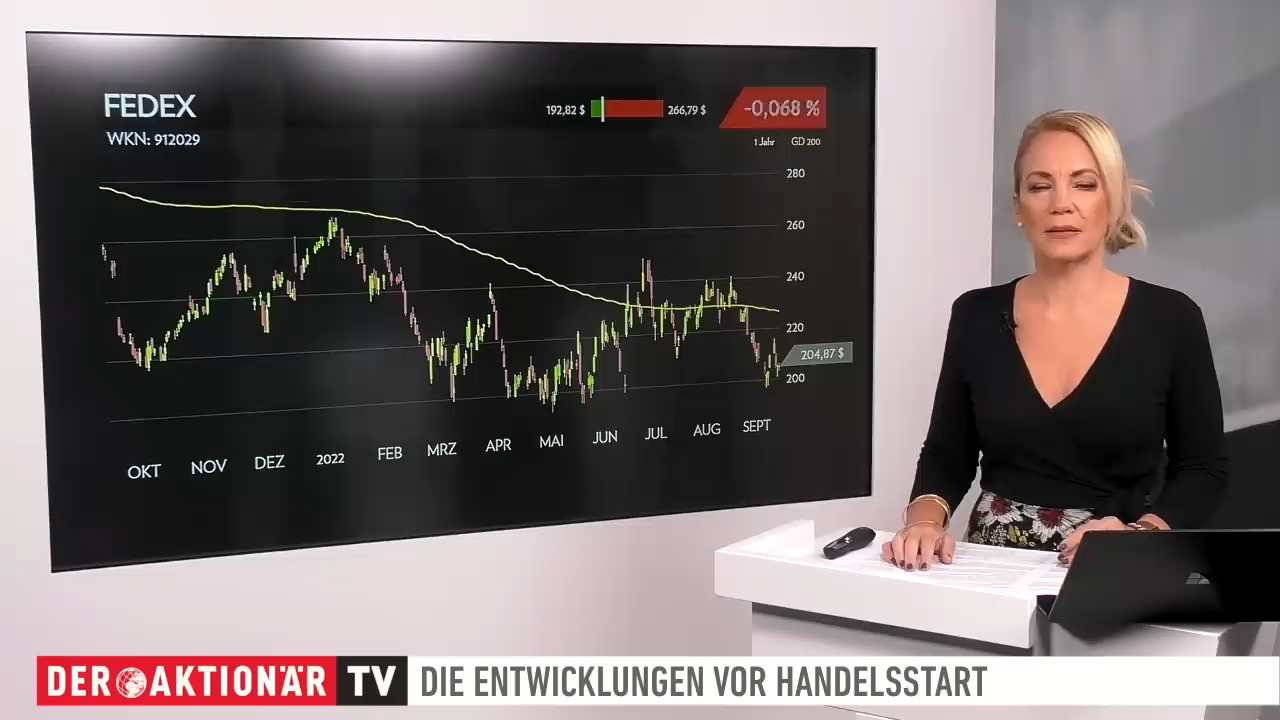 FEDEX
WKN: 912029
192,82 $ 266,79 $
-0,068 %
1 Jahr GD 200
280
260
240
220
204,87 $
200
OKT NOV DEZ 2022 FEB MRZ APR MAI JUN JUL AUG SEPT
DER AKTIONÄR TV DIE ENTWICKLUNGEN VOR HANDELSSTART